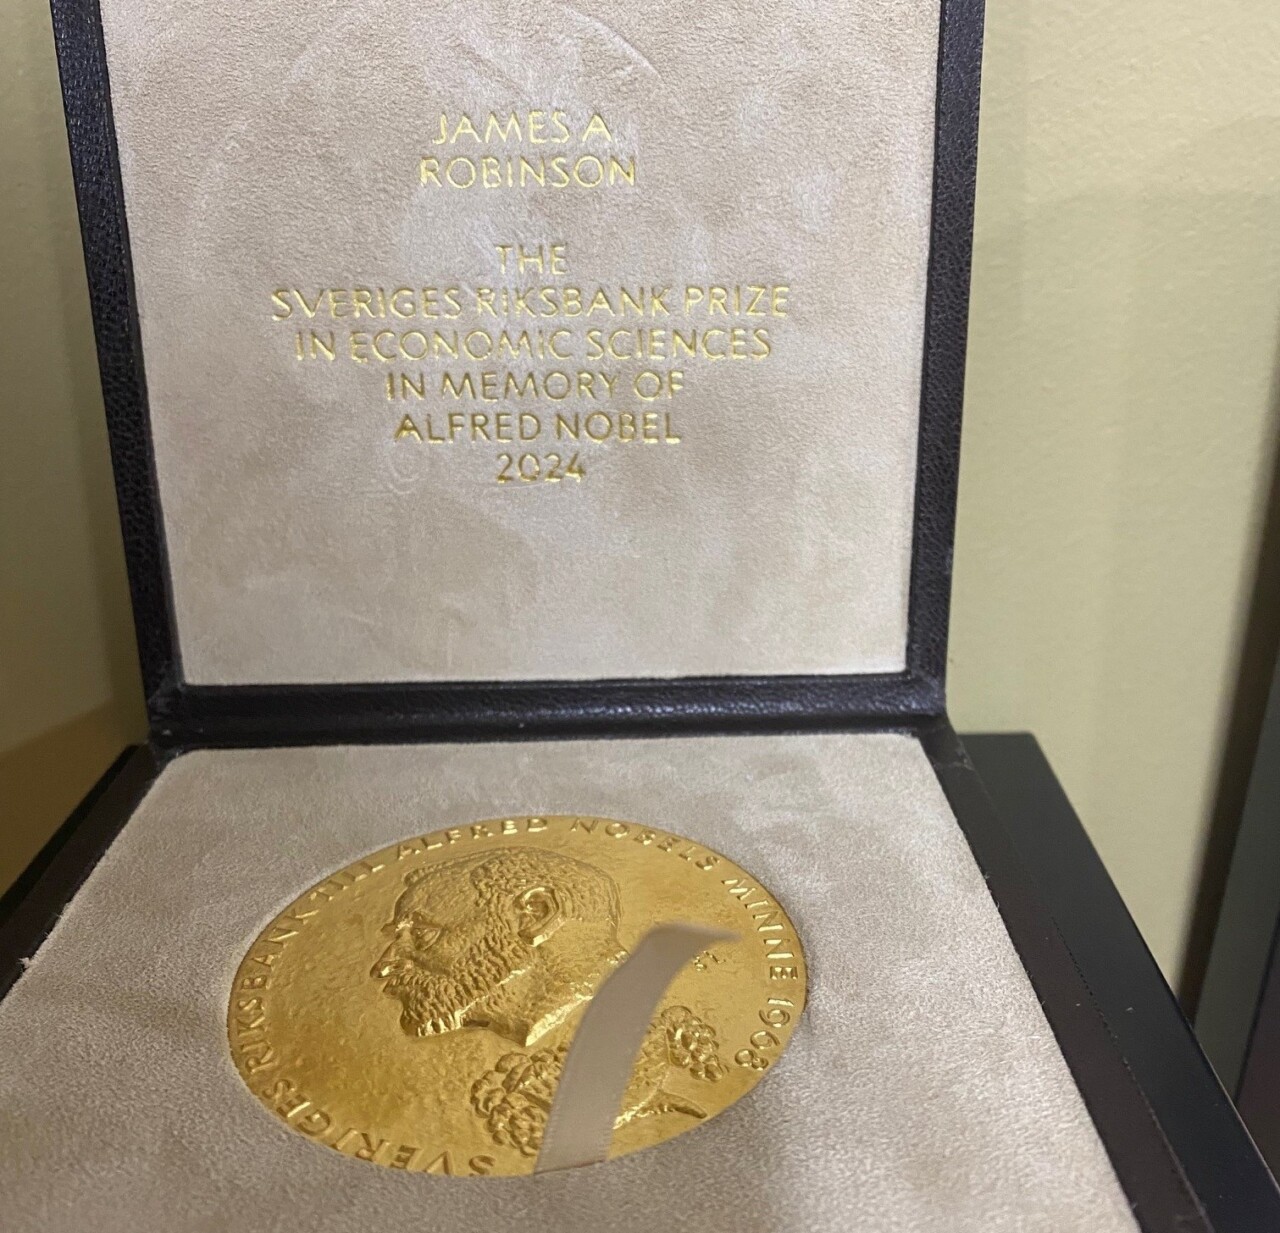 JAMES A.
ROBINSON
THE
SVERIGES RIKSBANK PRIZE
IN ECONOMIC SCIENCES
IN MEMORY OF
ALFRED NOBEL
2024
SVERIGES RIKSBANK TILL ALFRED NOBELS MINNE 1968